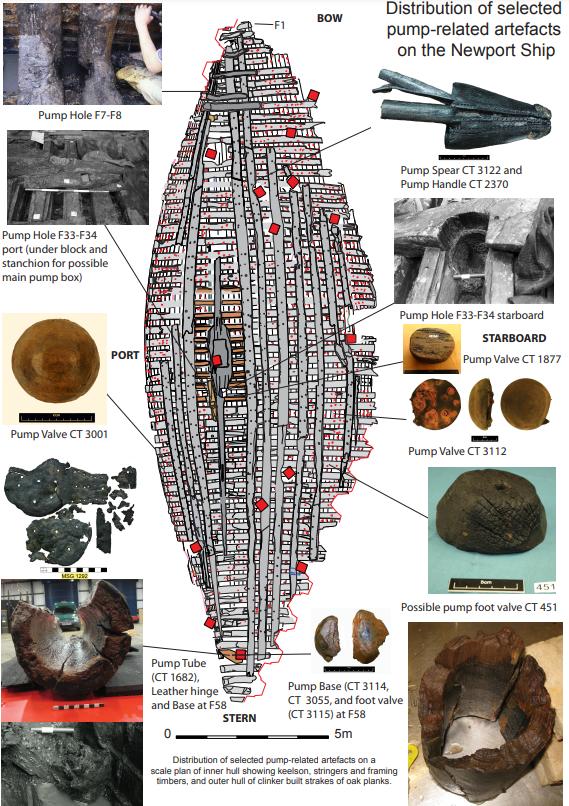 Distribution of selected
pump-related artefacts
on the Newport Ship
BOW
F1
Pump Hole F7-F8
Pump Spear CT 3122 and
Pump Handle CT 2370
Pump Hole F33-F34
port (under block and
stanchion for possible
main pump box)
Pump Hole F33-F34 starboard
PORT
STARBOARD
Pump Valve CT 1877
Pump Valve CT 3001
Pump Valve CT 3112
MSG 1292
451
Possible pump foot valve CT 451
Pump Tube
(CT 1682),
Leather hinge
and Base at F58
Pump Base (CT 3114,
CT 3055, and foot valve
(CT 3115) at F58
STERN
0 5m
Distribution of selected pump-related artefacts on a
scale plan of inner hull showing keelson, stringers and framing
timbers, and outer hull of clinker built strakes of oak planks.